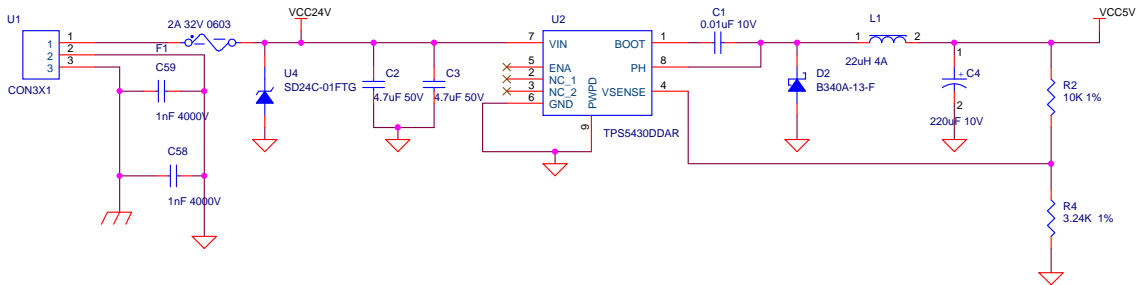 U1
1
2
3
1
2
3
CON3X1
2A 32V 0603
F1
C59
1nF 4000V
C58
1nF 4000V
VCC24V
U4
SD24C-01FTG
C2
4.7uF 50V
C3
4.7uF 50V
U2
7
VIN
5
ENA
2
NC_1
3
NC_2
6
GND
PWPD
9
BOOT
1
PH
8
VSENSE
4
TPS5430DDAR
C1
0.01uF 10V
D2
B340A-13-F
L1
1
2
22uH 4A
1
+
C4
2
220uF 10V
VCC5V
R2
10K 1%
R4
3.24K 1%